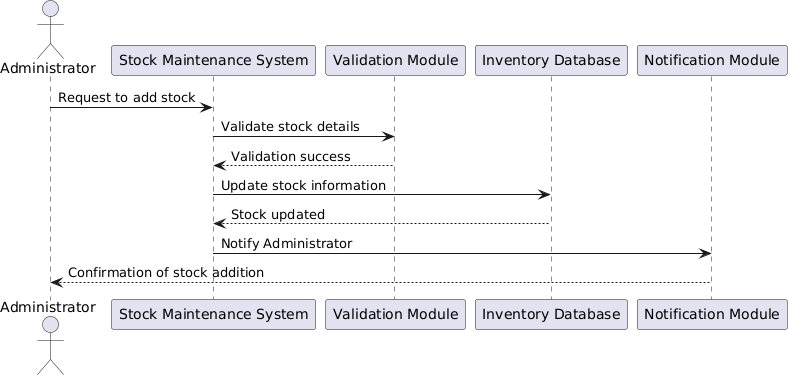 Administrator
Stock Maintenance System
Validation Module
Inventory Database
Notification Module
Request to add stock
Validate stock details
Validation success
Update stock information
Stock updated
Notify Administrator
Confirmation of stock addition
Administrator
Stock Maintenance System
Validation Module
Inventory Database
Notification Module